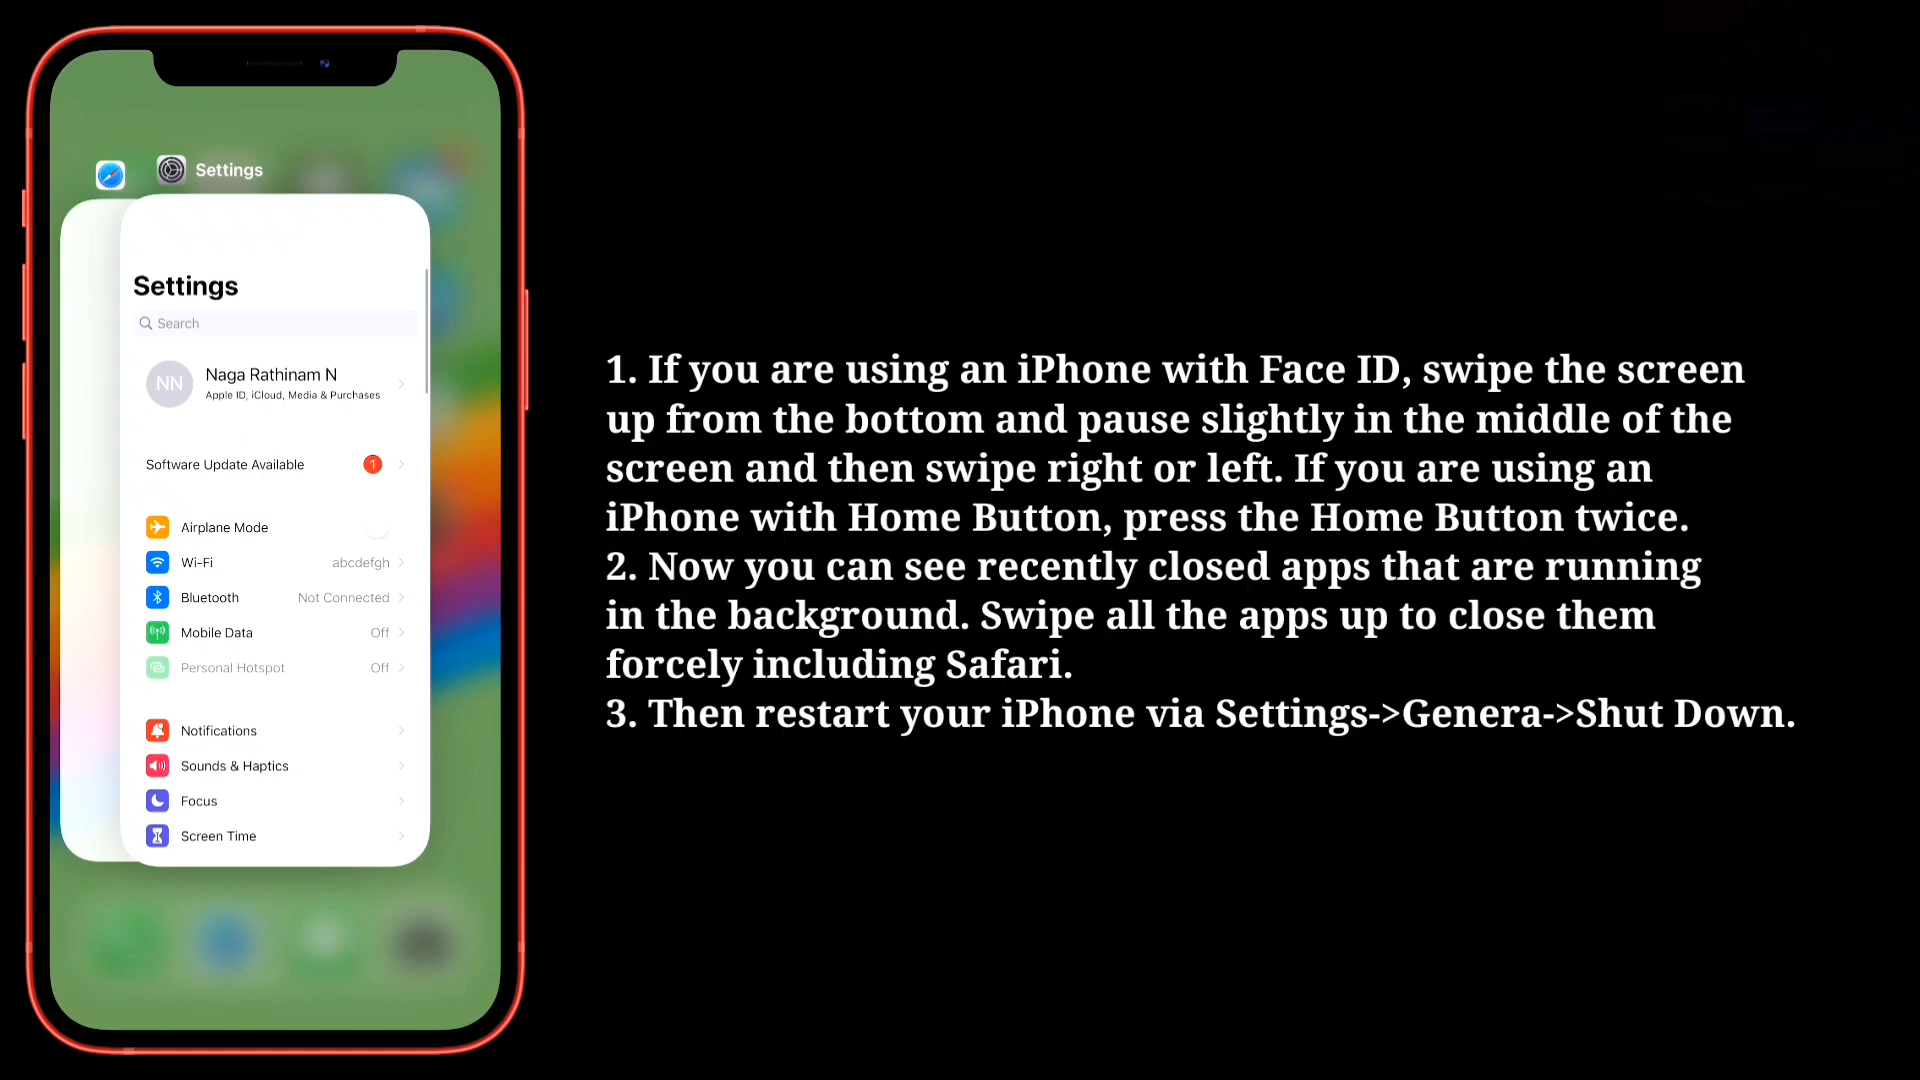 Settings
Settings
Search
NN
Naga Rathinam N
Apple ID, iCloud, Media & Purchases
Software Update Available 1
Airplane Mode
Wi-Fi abcdefgh
Bluetooth Not Connected
Mobile Data Off
Personal Hotspot Off
Notifications
Sounds & Haptics
Focus
Screen Time
1. If you are using an iPhone with Face ID, swipe the screen
up from the bottom and pause slightly in the middle of the
screen and then swipe right or left. If you are using an
iPhone with Home Button, press the Home Button twice.
2. Now you can see recently closed apps that are running
in the background. Swipe all the apps up to close them
forcely including Safari.
3. Then restart your iPhone via Settings->Genera->Shut Down.